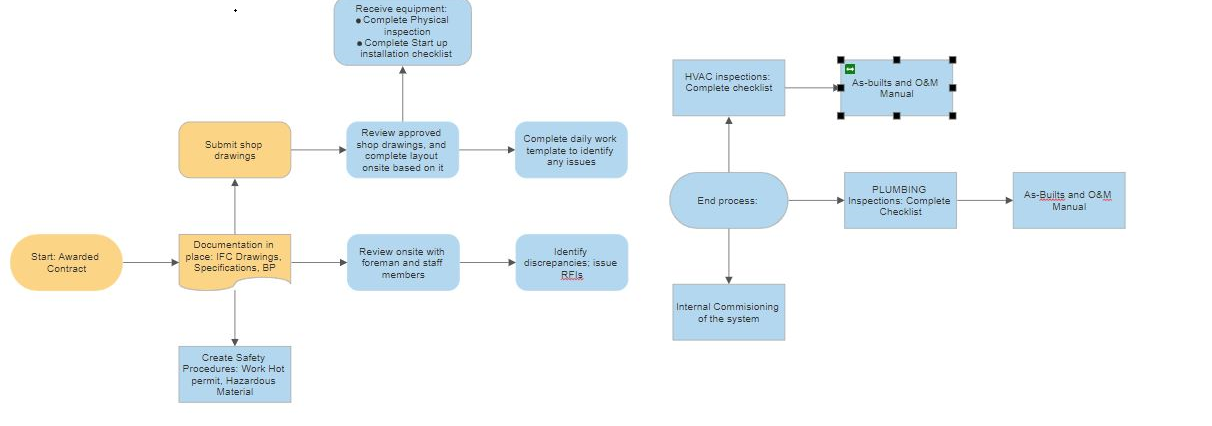 Receive equipment:
● Complete Physical
inspection
● Complete Start up
installation checklist
Submit shop
drawings
Review approved
shop drawings, and
complete layout
onsite based on it
Complete daily work
template to identify
any issues
Start: Awarded
Contract
Documentation in
place: IFC Drawings,
Specifications, BP
Review onsite with
foreman and staff
members
Identify
discrepancies; issue
RFIs
Create Safety
Procedures: Work Hot
permit, Hazardous
Material
HVAC inspections:
Complete checklist
As-builts and O&M
Manual
End process:
PLUMBING
Inspections: Complete
Checklist
As-Builts and O&M
Manual
Internal Commisioning
of the system